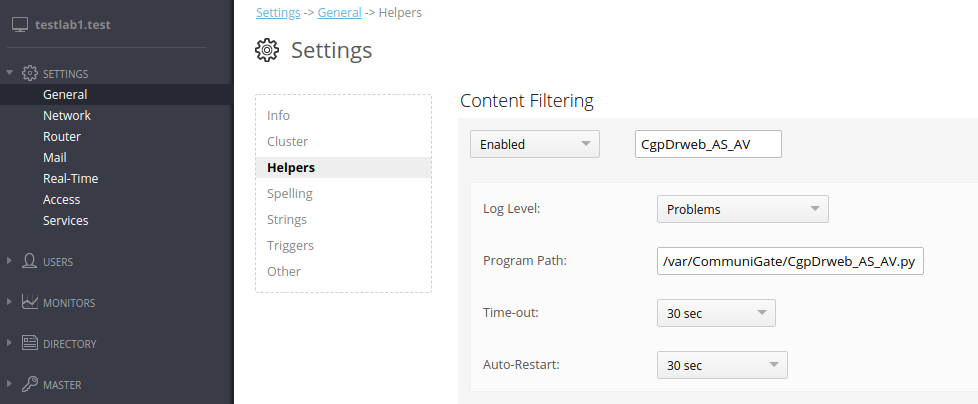 testlab1.test
SETTINGS
General
Network
Router
Mail
Real-Time
Access
Services
USERS
MONITORS
DIRECTORY
MASTER
Settings -> General -> Helpers
Settings
Info
Cluster
Helpers
Spelling
Strings
Triggers
Other
Content Filtering
Enabled CgpDrweb_AS_AV
Log Level: Problems
Program Path: /var/CommuniGate/CgpDrweb_AS_AV.py
Time-out: 30 sec
Auto-Restart: 30 sec